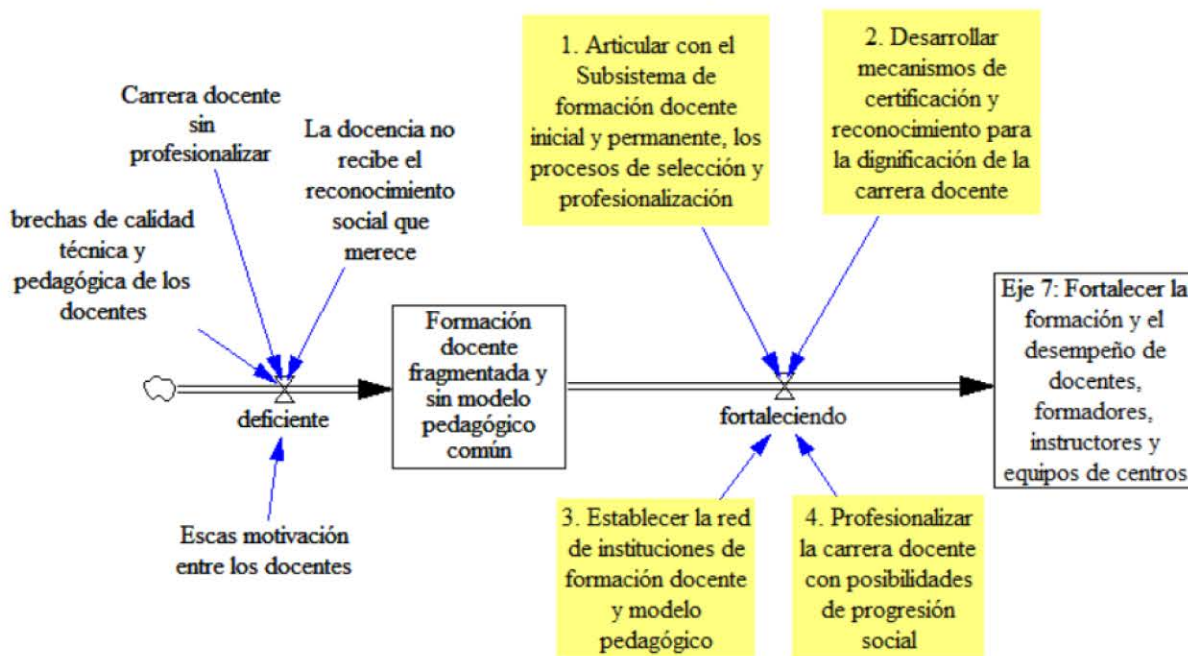 Carrera docente
sin
profesionalizar
La docencia no
recibe el
reconocimiento
social que
merece
brechas de calidad
técnica y
pedagógica de los
docentes
deficiente
Escas motivación
entre los docentes
Formación
docente
fragmentada y
sin modelo
pedagógico
común
1. Articular con el
Subsistema de
formación docente
inicial y permanente, los
procesos de selección y
profesionalización
2. Desarrollar
mecanismos de
certificación y
reconocimiento para
la dignificación de la
carrera docente
fortaleciendo
3. Establecer la red
de instituciones de
formación docente
y modelo
pedagógico
4. Profesionalizar
la carrera docente
con posibilidades
de progresión
social
Eje 7: Fortalecer la
formación y el
desempeño de
docentes,
formadores,
instructores y
equipos de centros